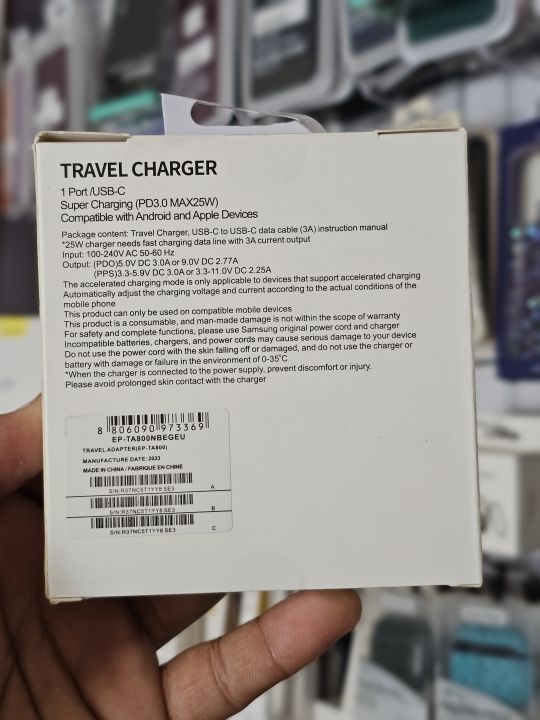 TRAVEL CHARGER
1 Port /USB-C
Super Charging (PD3.0 MAX25W)
Compatible with Android and Apple Devices
Package content: Travel Charger, USB-C to USB-C data cable (3A) instruction manual
*25W charger needs fast charging data line with 3A current output
Input: 100-240V AC 50-60 Hz
Output: (PDO)5.0V DC 3.0A or 9.0V DC 2.77A
(PPS)3.3-5.9V DC 3.0A or 3.3-11.0V DC 2.25A
The accelerated charging mode is only applicable to devices that support accelerated charging
Automatically adjust the charging voltage and current according to the actual conditions of the
mobile phone
This product can only be used on compatible mobile devices
This product is a consumable, and man-made damage is not within the scope of warranty
For safety and complete functions, please use Samsung original power cord and charger
Incompatible batteries, chargers, and power cords may cause serious damage to your device
Do not use the power cord with the skin falling off or damaged, and do not use the charger or
battery with damage or failure in the environment of 0-35°C
*When the charger is connected to the power supply, prevent discomfort or injury.
Please avoid prolonged skin contact with the charger
8 806090 973369
EP-TA800NBEGEU
TRAVEL ADAPTER(EP-TA800)
MANUFACTURE DATE: 2023
MADE IN CHINA / FABRIQUE EN CHINE
S/N:R37NC5T1YY8 SE3 A
S/N:R37NC5T1YY8 SE3 B
S/N:R37NC5T1YY8 SE3 C